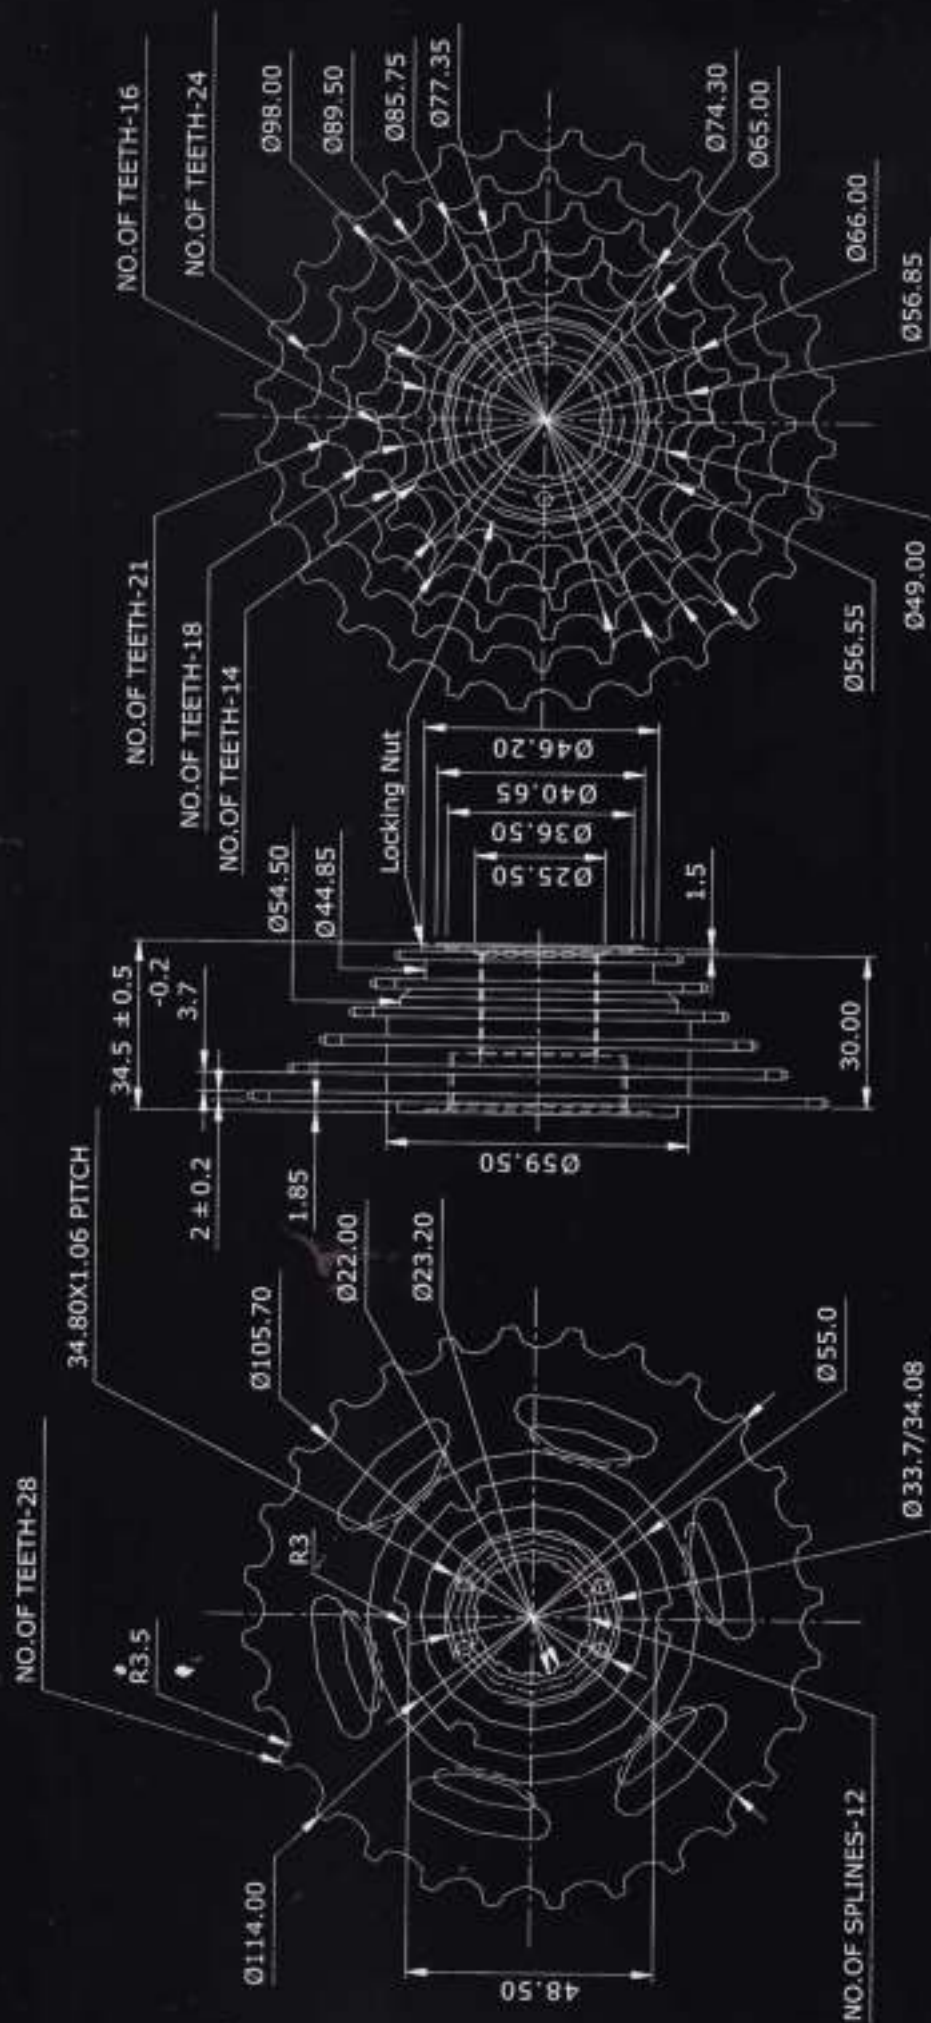 NO.OF TEETH-28
R3.5
Ø114.00
48.50
NO.OF SPLINES-12
R3
34.80X1.06 PITCH
Ø105.70
Ø22.00
Ø23.20
Ø55.0
Ø33.7/34.08
34.5 ± 0.5
-0.2
3.7
2 ± 0.2
1.85
Ø59.50
Ø54.50
Ø44.85
Locking Nut
Ø46.20
Ø40.65
Ø36.50
Ø25.50
1.5
30.00
NO.OF TEETH-21
NO.OF TEETH-18
NO.OF TEETH-14
NO.OF TEETH-16
NO.OF TEETH-24
Ø98.00
Ø89.50
Ø85.75
Ø77.35
Ø74.30
Ø65.00
Ø66.00
Ø56.85
Ø49.00
Ø56.55